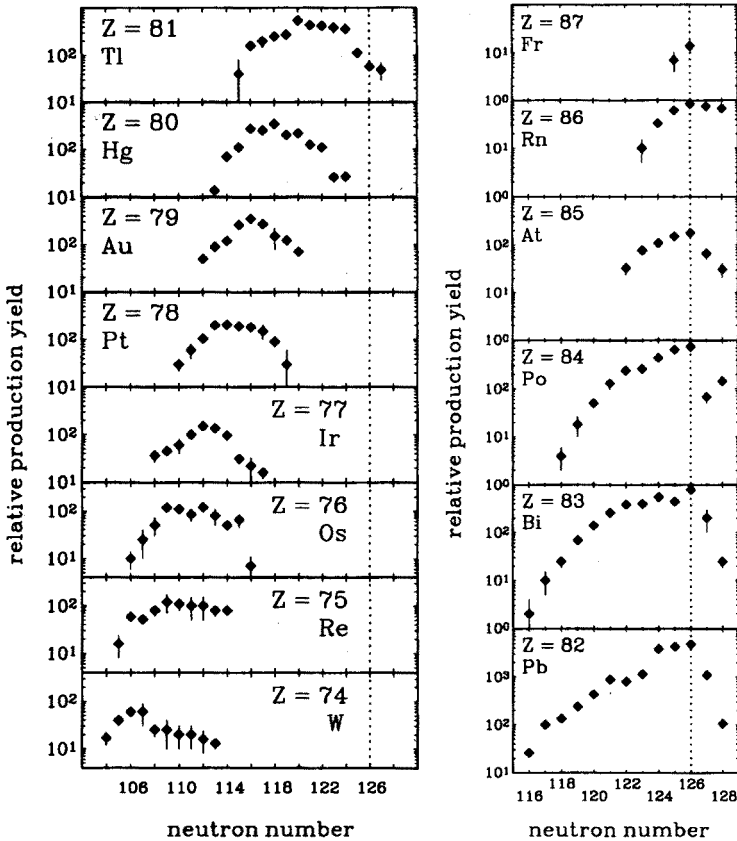 Z = 81
Tl
10²
10¹
Z = 80
Hg
10²
10¹
Z = 79
Au
10²
10¹
Z = 78
Pt
10²
10¹
Z = 77
Ir
10²
10¹
Z = 76
Os
10²
10¹
Z = 75
Re
10²
10¹
Z = 74
W
10²
10¹
relative production yield
106 110 114 118 122 126
neutron number
Z = 87
Fr
10¹
10⁰
Z = 86
Rn
10¹
10⁰
Z = 85
At
10²
10¹
10⁰
Z = 84
Po
10²
10¹
10⁰
Z = 83
Bi
10²
10¹
10⁰
Z = 82
Pb
10³
10²
10¹
relative production yield
116 118 120 122 124 126 128
neutron number